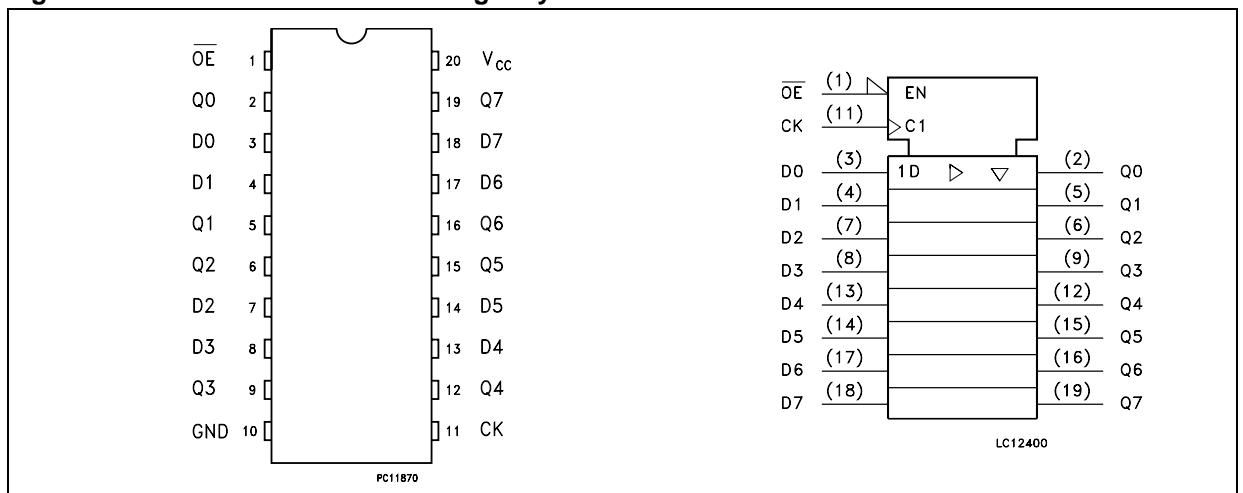 OE 1 20 VCC
Q0 2 19 Q7
D0 3 18 D7
D1 4 17 D6
Q1 5 16 Q6
Q2 6 15 Q5
D2 7 14 D5
D3 8 13 D4
Q3 9 12 Q4
GND 10 11 CK
PC11870
OE (1) EN
CK (11) C1
D0 (3) 1D (2) Q0
D1 (4) (5) Q1
D2 (7) (6) Q2
D3 (8) (9) Q3
D4 (13) (12) Q4
D5 (14) (15) Q5
D6 (17) (16) Q6
D7 (18) (19) Q7
LC12400